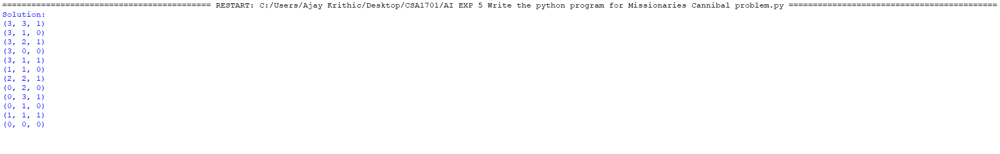 =========================================== RESTART: C:/Users/Ajay Krithic/Desktop/CSA1701/AI EXP 5 Write the python program for Missionaries Cannibal problem.py ===========================================
Solution:
(3, 3, 1)
(3, 1, 0)
(3, 2, 1)
(3, 0, 0)
(3, 1, 1)
(1, 1, 0)
(2, 2, 1)
(0, 2, 0)
(0, 3, 1)
(0, 1, 0)
(1, 1, 1)
(0, 0, 0)